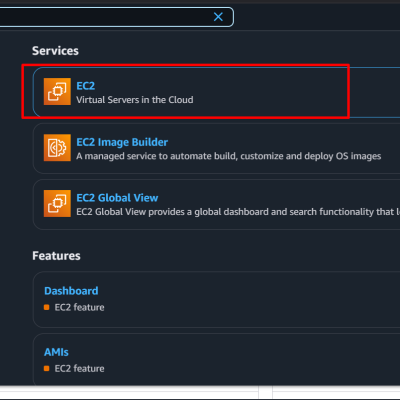 Services
EC2
Virtual Servers in the Cloud
EC2 Image Builder
A managed service to automate build, customize and deploy OS images
EC2 Global View
EC2 Global View provides a global dashboard and search functionality that
Features
Dashboard
EC2 feature
AMIs
EC2 feature